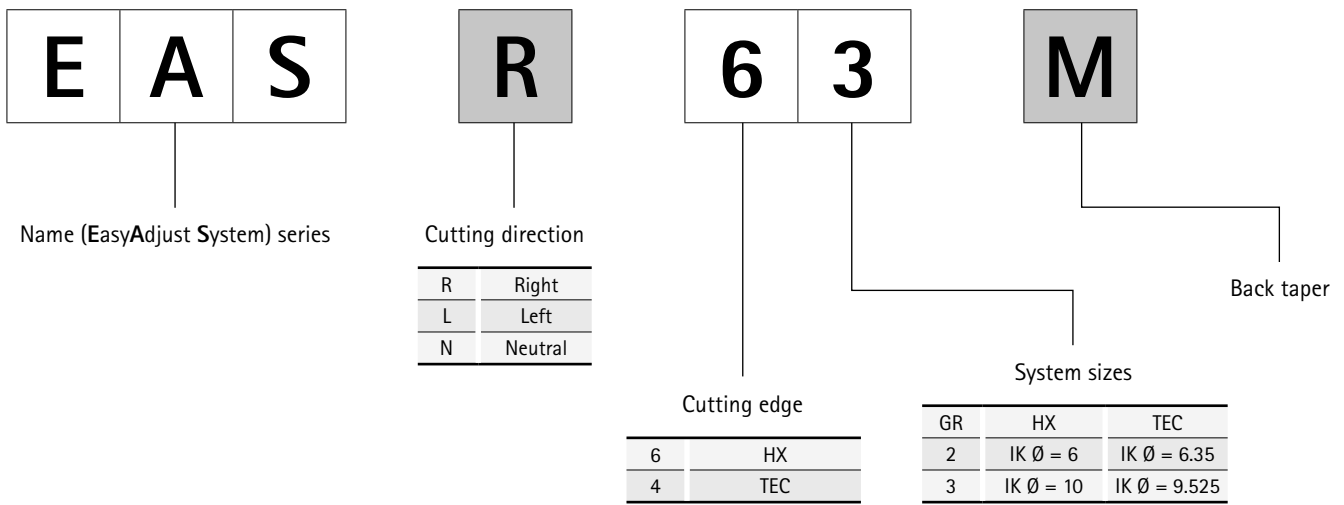 E A S R 6 3 M
Name (EasyAdjust System) series
Cutting direction
R Right
L Left
N Neutral
Back taper
Cutting edge
6 HX
4 TEC
System sizes
GR HX TEC
2 IK Ø = 6 IK Ø = 6.35
3 IK Ø = 10 IK Ø = 9.525